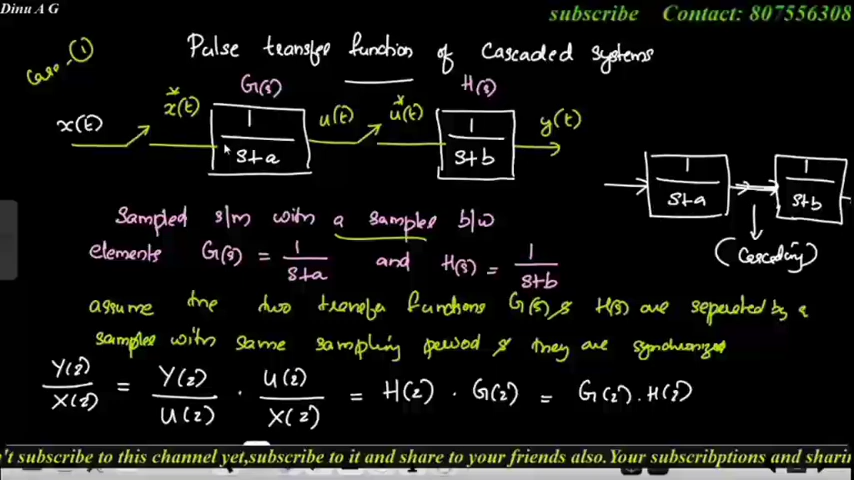 Dinu A G
subscribe Contact: 807556308
Case-①
Pulse transfer function of Cascaded systems
G(s) H(s)
x(t) x*(t) 1/s+a u(t) u*(t) 1/s+b y(t)
1/s+a 1/s+b
(Cascading)
Sampled s/m with a sampler b/w
elements G(s) = 1/s+a and H(s) = 1/s+b
assume the two transfer functions G(s) & H(s) are seperated by a
sampler with same sampling period & they are synchronized
Y(z)/X(z) = Y(z)/U(z) · U(z)/X(z) = H(z) · G(z) = G(z) · H(z)
't subscribe to this channel yet,subscribe to it and share to your friends also.Your subscribptions and sharin